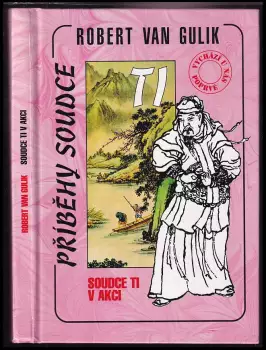 ROBERT VAN GULIK
SOUDCE TI V AKCI
ROBERT VAN GULIK
PŘÍBĚHY SOUDCE
TI
VYCHÁZÍ U NÁS
POPRVÉ
SOUDCE TI
V AKCI